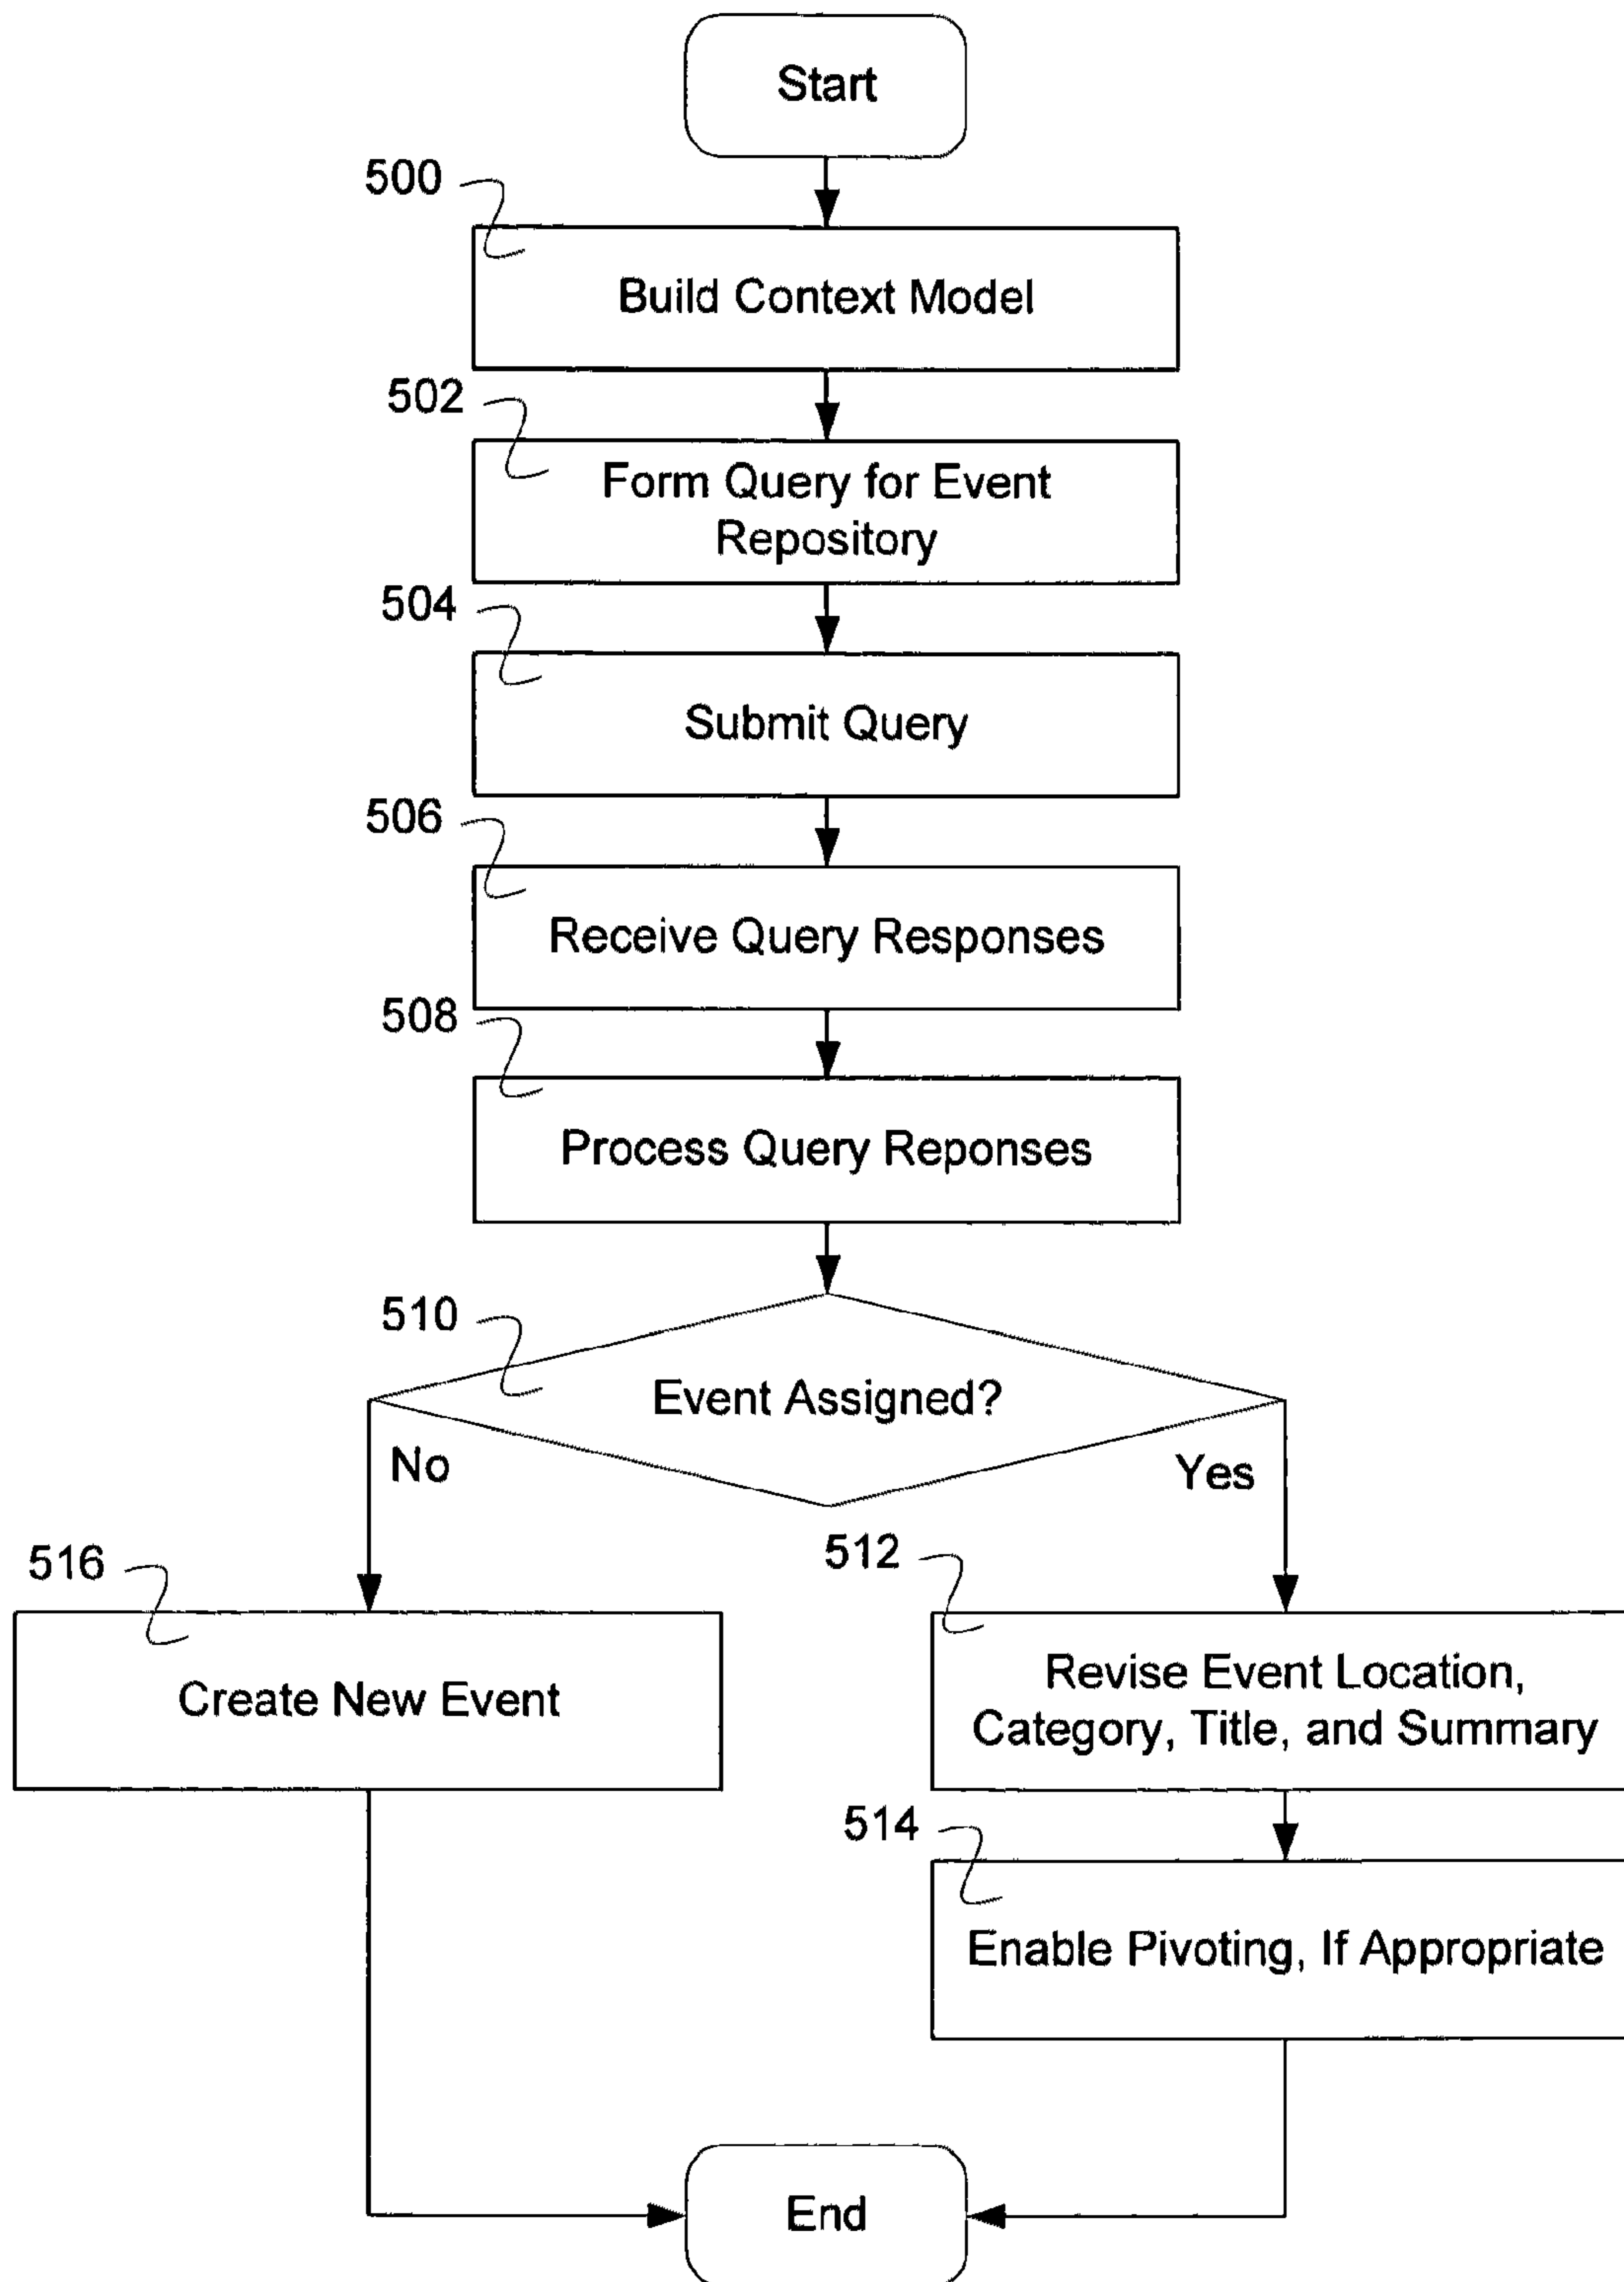 Start
500
Build Context Model
502
Form Query for Event
Repository
504
Submit Query
506
Receive Query Responses
508
Process Query Reponses
510
Event Assigned?
No
Yes
516
Create New Event
512
Revise Event Location,
Category, Title, and Summary
514
Enable Pivoting, If Appropriate
End